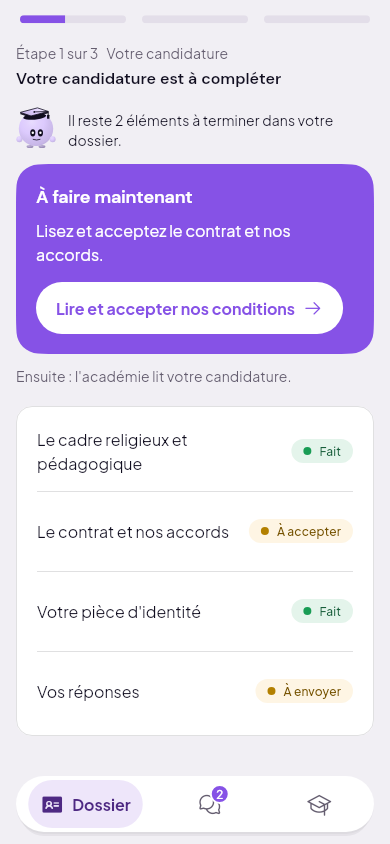 Étape 1 sur 3 Votre candidature
Votre candidature est à compléter
Il reste 2 éléments à terminer dans votre
dossier.
À faire maintenant
Lisez et acceptez le contrat et nos
accords.
Lire et accepter nos conditions →
Ensuite : l'académie lit votre candidature.
Le cadre religieux et
pédagogique
Fait
Le contrat et nos accords
À accepter
Votre pièce d'identité
Fait
Vos réponses
À envoyer
Dossier
2